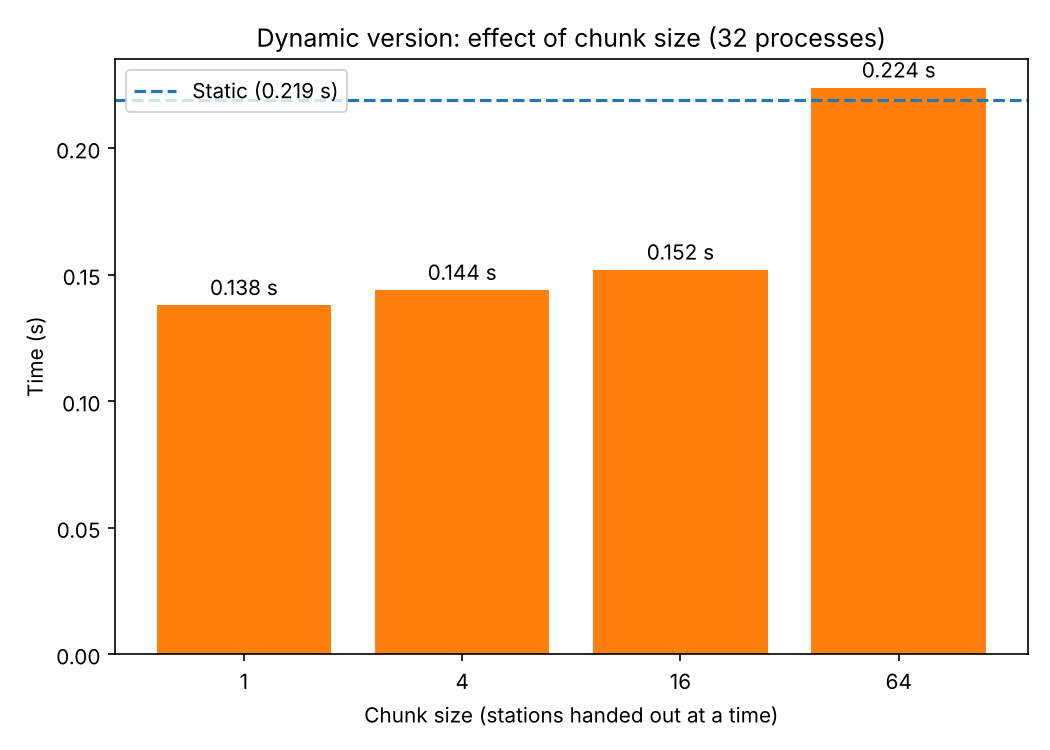 Dynamic version: effect of chunk size (32 processes)
Static (0.219 s)
0.224 s
0.152 s
0.144 s
0.138 s
Time (s)
0.20
0.15
0.10
0.05
0.00
1
4
16
64
Chunk size (stations handed out at a time)